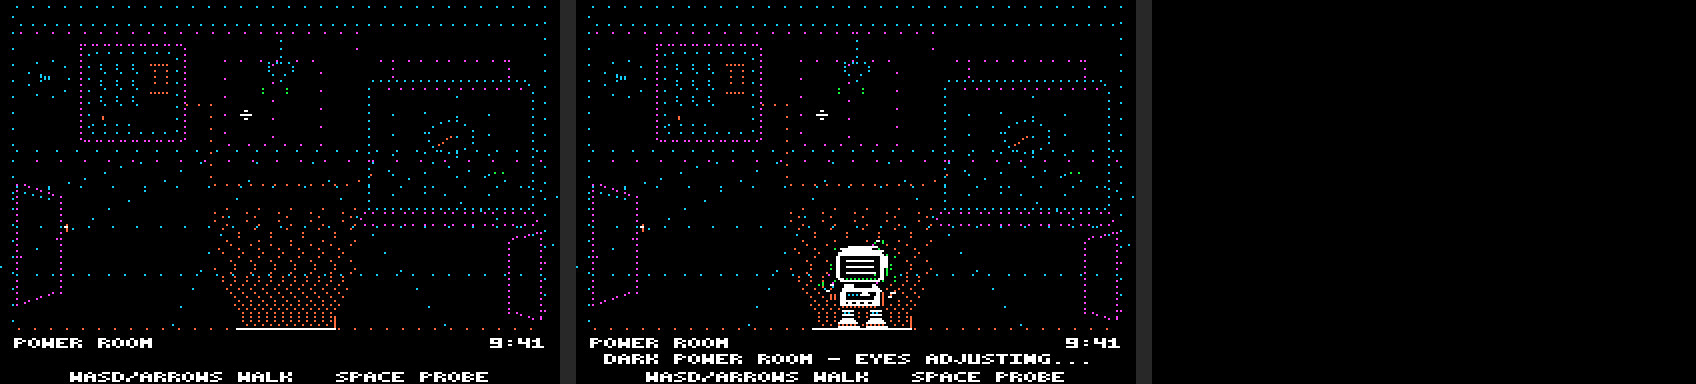 POWER ROOM 9:41
WASD/ARROWS WALK SPACE PROBE
POWER ROOM 9:41
DARK POWER ROOM - EYES ADJUSTING...
WASD/ARROWS WALK SPACE PROBE